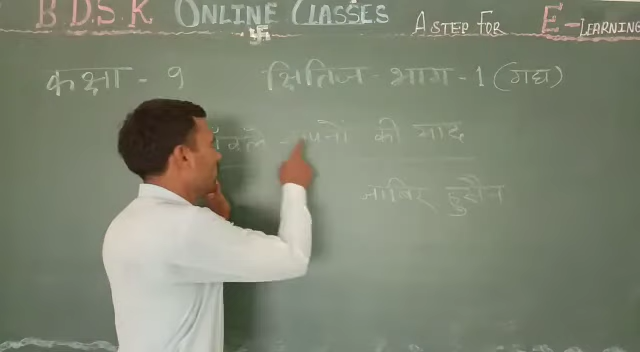 B.D.S.K ONLINE CLASSES A STEP FOR E-LEARNING
कक्षा - 9 क्षितिज - भाग - 1 (गद्य)
की याद
जाबिर हुसैन